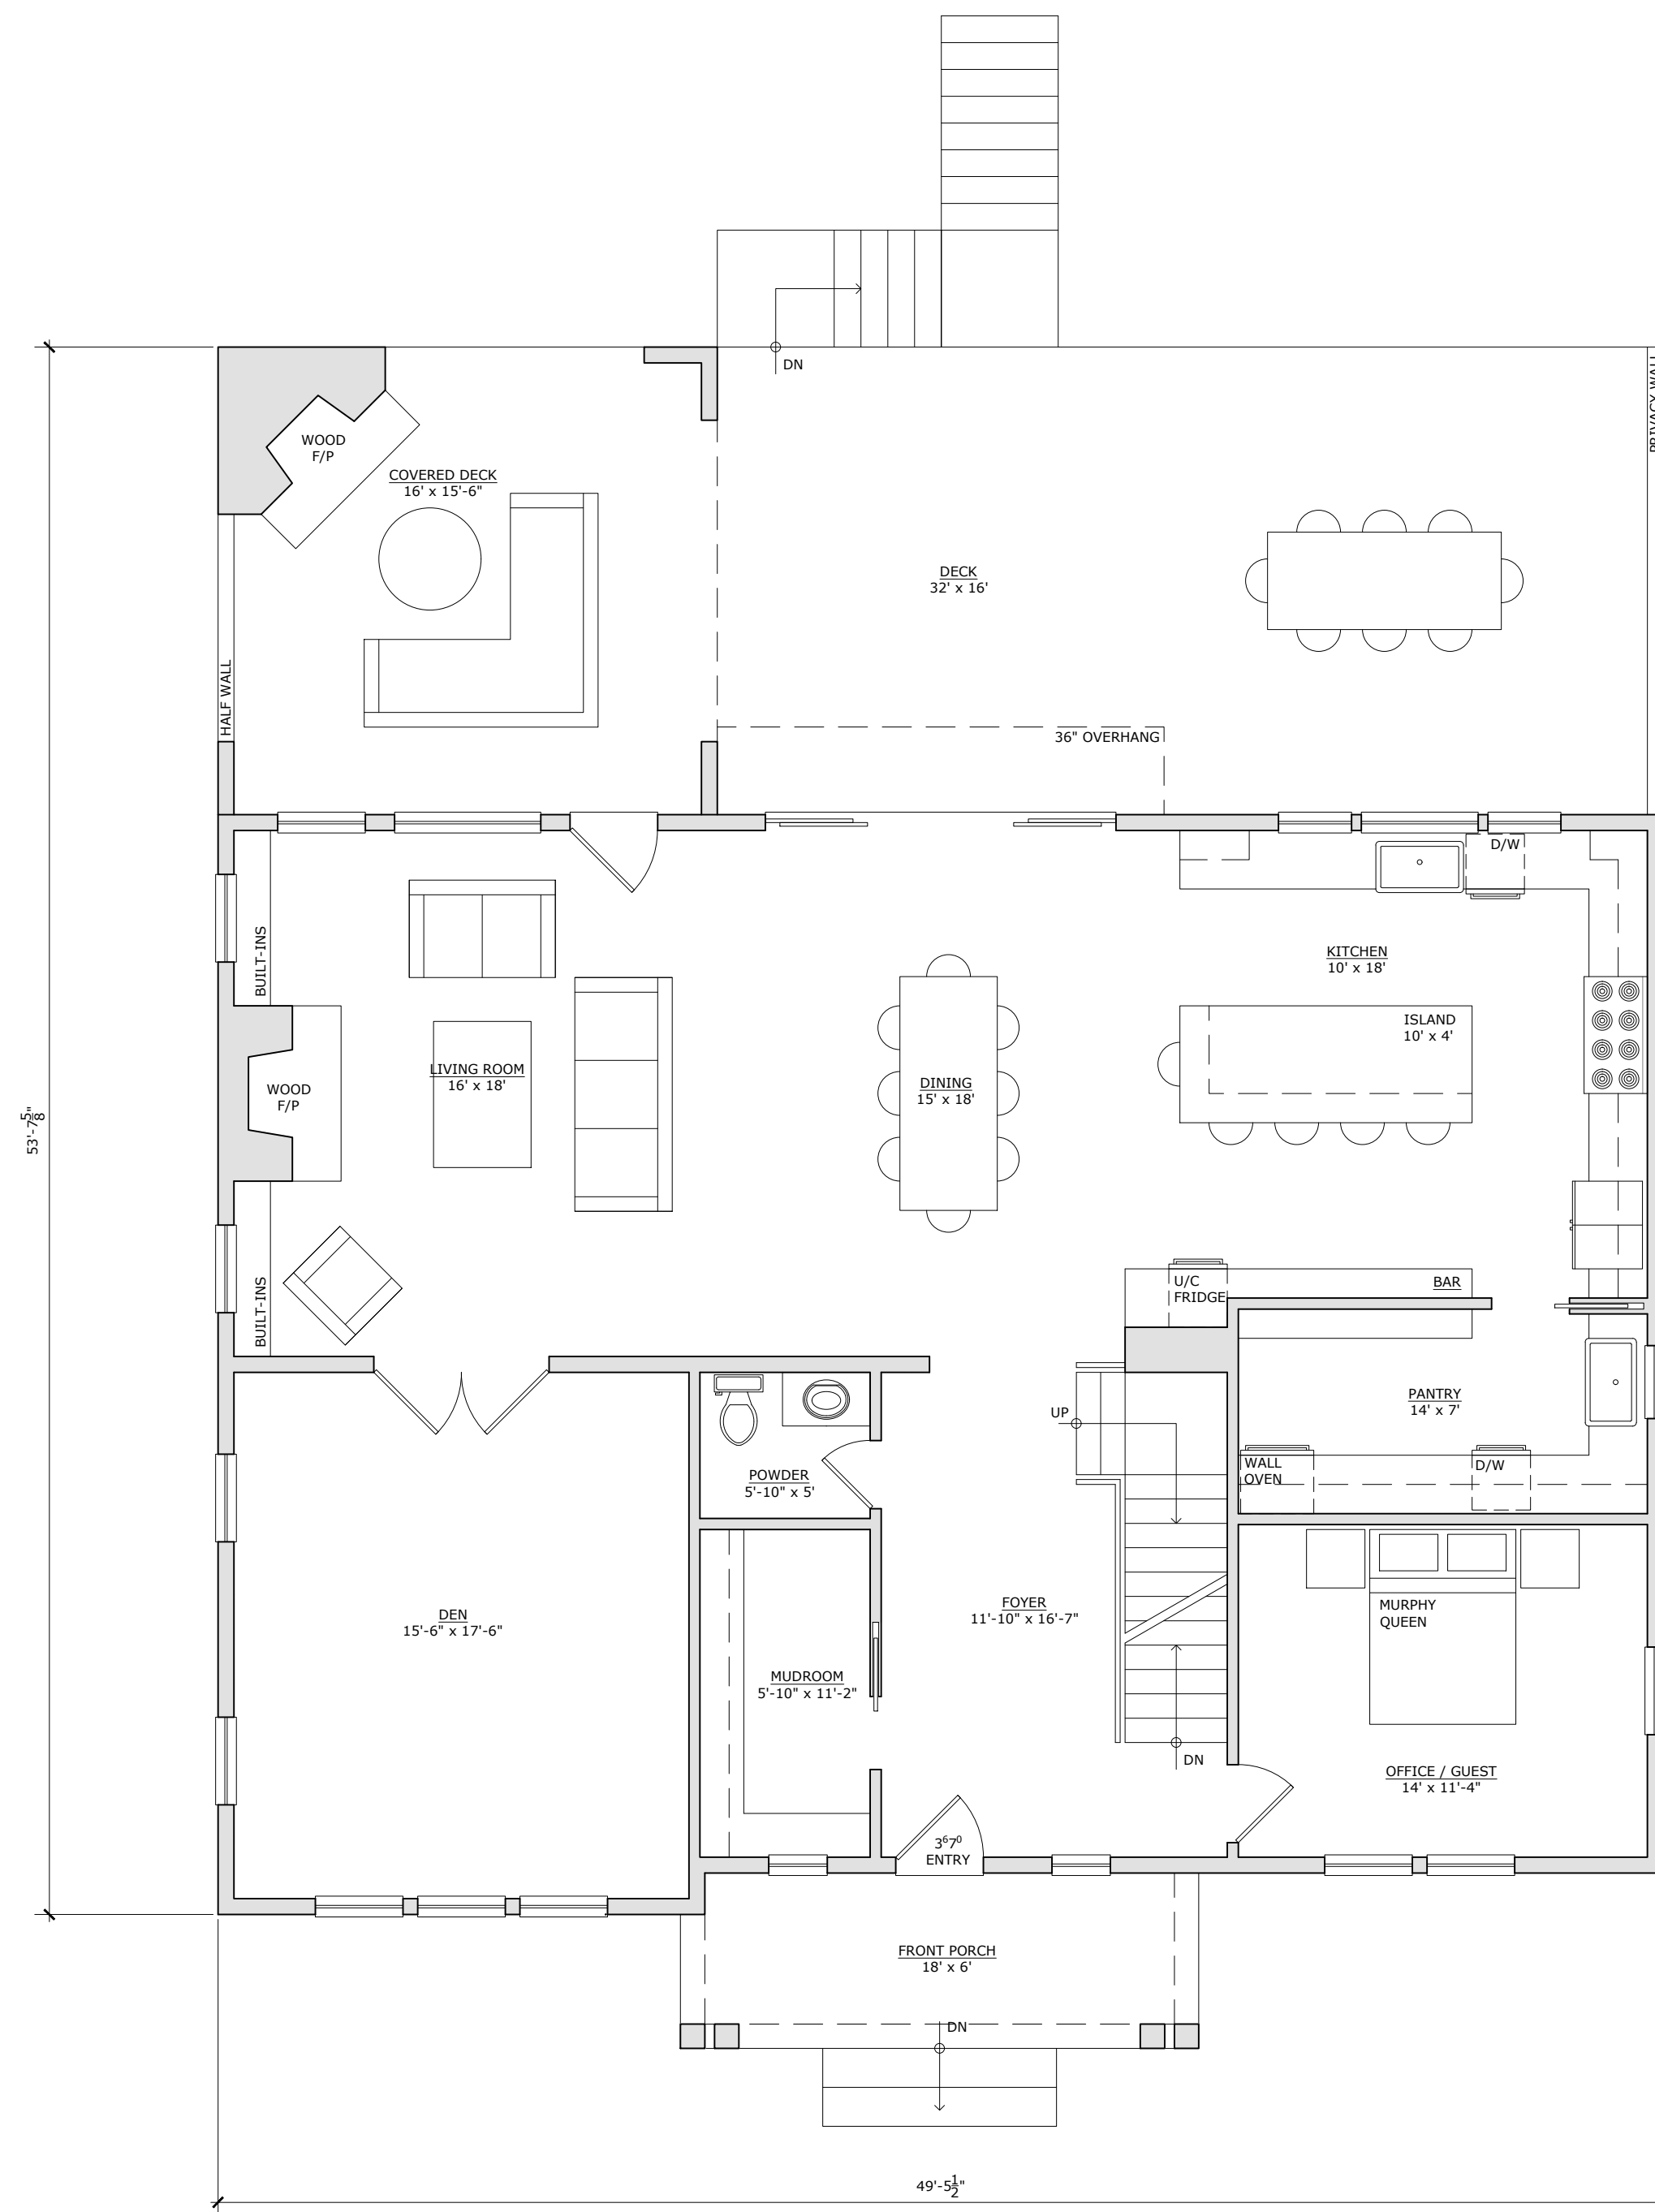 DN
PRIVACY WALL
WOOD
F/P
COVERED DECK
16' x 15'-6"
DECK
32' x 16'
HALF WALL
36" OVERHANG
D/W
BUILT-INS
KITCHEN
10' x 18'
ISLAND
10' x 4'
LIVING ROOM
16' x 18'
DINING
15' x 18'
WOOD
F/P
53'-7 5/8"
BUILT-INS
U/C
FRIDGE
BAR
PANTRY
14' x 7'
UP
WALL
OVEN
D/W
POWDER
5'-10" x 5'
DEN
15'-6" x 17'-6"
FOYER
11'-10" x 16'-7"
MURPHY
QUEEN
MUDROOM
5'-10" x 11'-2"
DN
OFFICE / GUEST
14' x 11'-4"
3⁶7⁰
ENTRY
FRONT PORCH
18' x 6'
DN
49'-5 1/2"